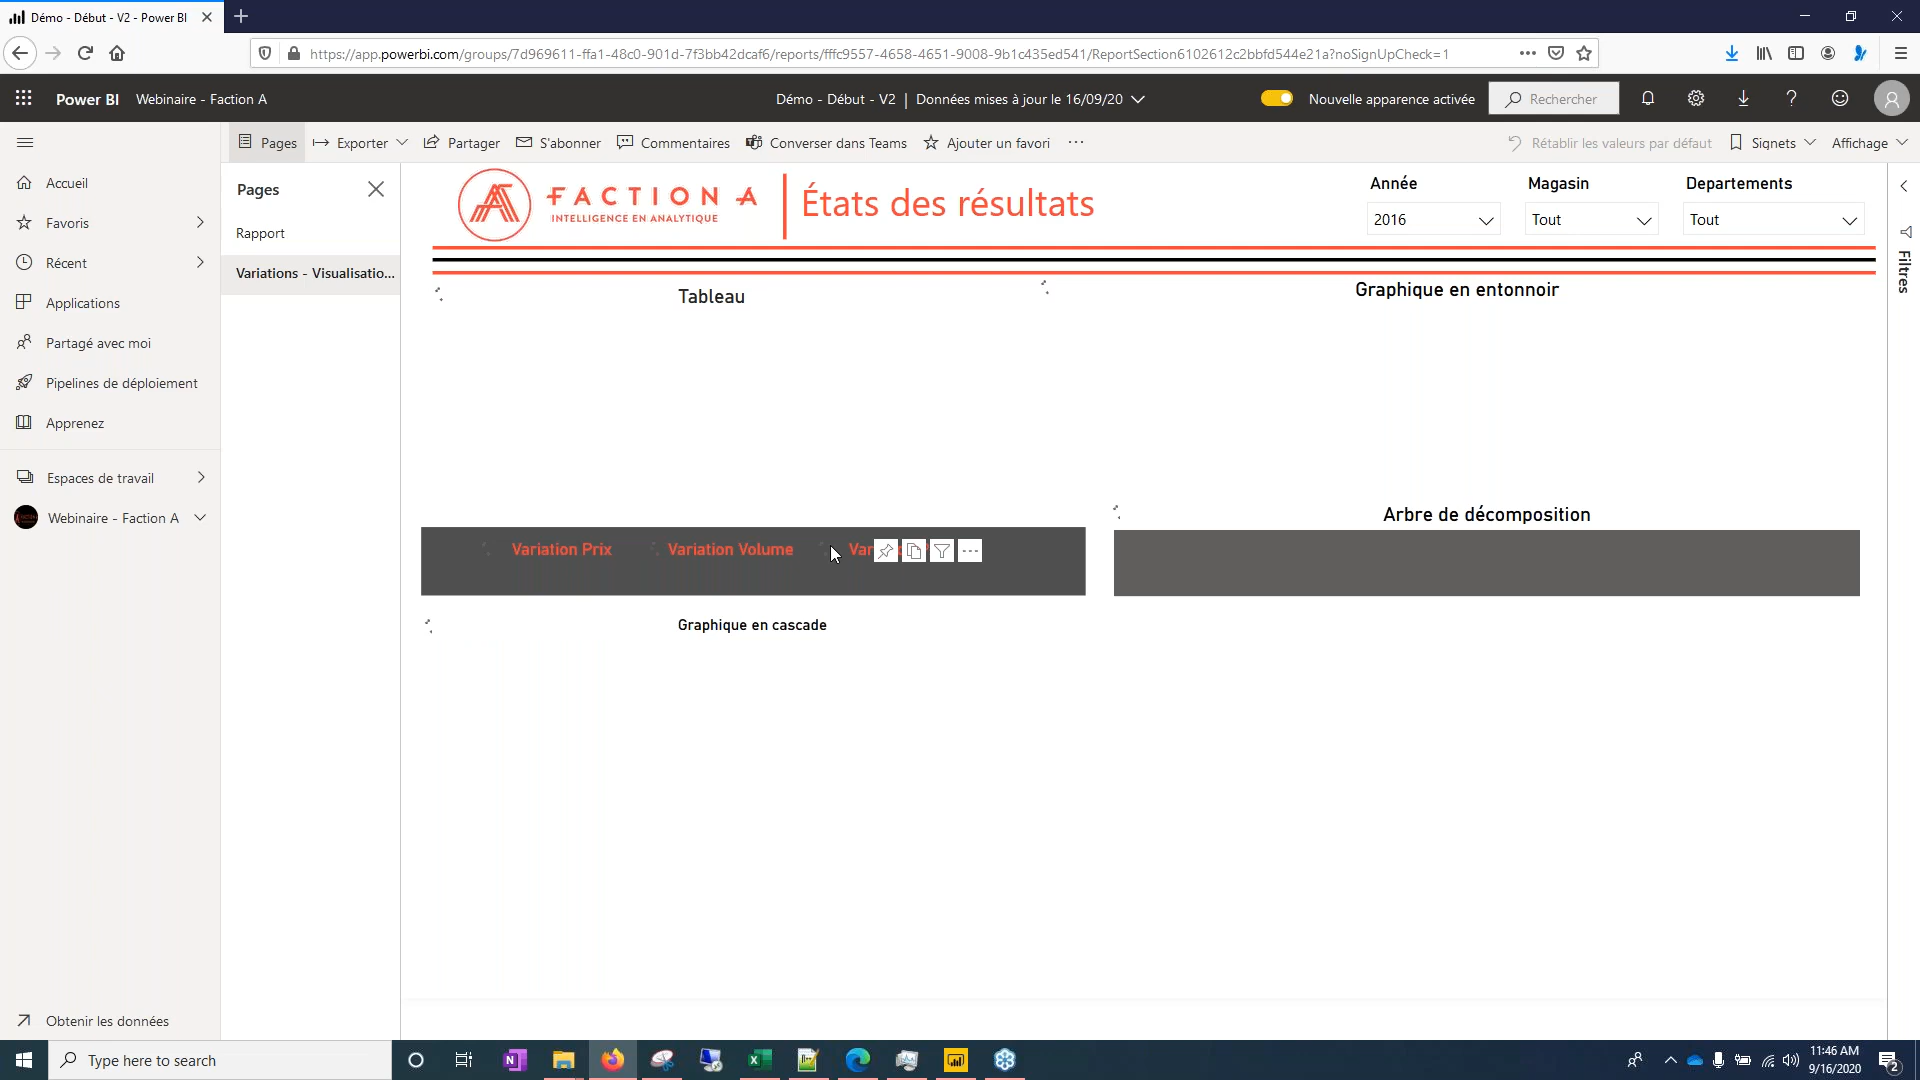 Démo - Début - V2 - Power BI
https://app.powerbi.com/groups/7d969611-ffa1-48c0-901d-7f3bb42dcaf6/reports/fffc9557-4658-4651-9008-9b1c435ed541/ReportSection6102612c2bbfd544e21a?noSignUpCheck=1
Power BI Webinaire - Faction A Démo - Début - V2 | Données mises à jour le 16/09/20 Nouvelle apparence activée Rechercher
Pages Exporter Partager S'abonner Commentaires Converser dans Teams Ajouter un favori ... Rétablir les valeurs par défaut Signets Affichage
Accueil
Favoris
Récent
Applications
Partagé avec moi
Pipelines de déploiement
Apprenez
Espaces de travail
Webinaire - Faction A
Obtenir les données
Pages
Rapport
Variations - Visualisatio...
FACTION A
INTELLIGENCE EN ANALYTIQUE
États des résultats
Année Magasin Departements
2016 Tout Tout
Filtres
Tableau
Graphique en entonnoir
Variation Prix Variation Volume Var
Arbre de décomposition
Graphique en cascade
Type here to search
11:46 AM
9/16/2020
2